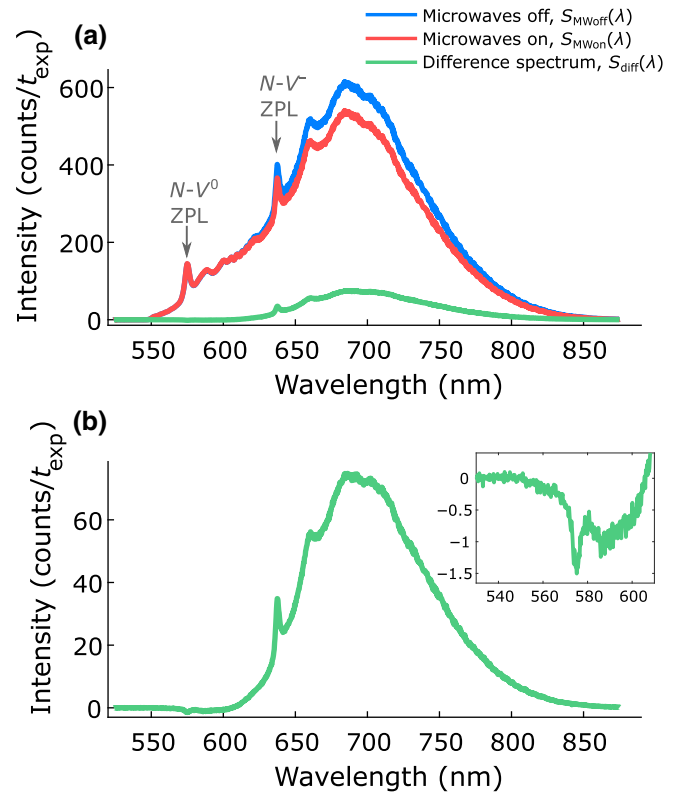 (a)
Microwaves off, S_MWoff(λ)
Microwaves on, S_MWon(λ)
Difference spectrum, S_diff(λ)
Intensity (counts/t_exp)
600
400
200
0
N-V⁰
ZPL
N-V⁻
ZPL
550 600 650 700 750 800 850
Wavelength (nm)
(b)
Intensity (counts/t_exp)
60
40
20
0
0
−0.5
−1
−1.5
540 560 580 600
550 600 650 700 750 800 850
Wavelength (nm)